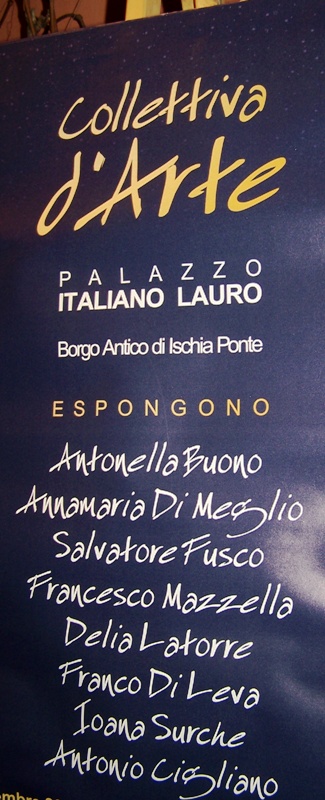 Collettiva
d'Arte
PALAZZO
ITALIANO LAURO
Borgo Antico di Ischia Ponte
ESPONGONO
Antonella Buono
Annamaria Di Meglio
Salvatore Fusco
Francesco Mazzella
Delia Latorre
Franco Di Leva
Ioana Surche
Antonio Cigliano